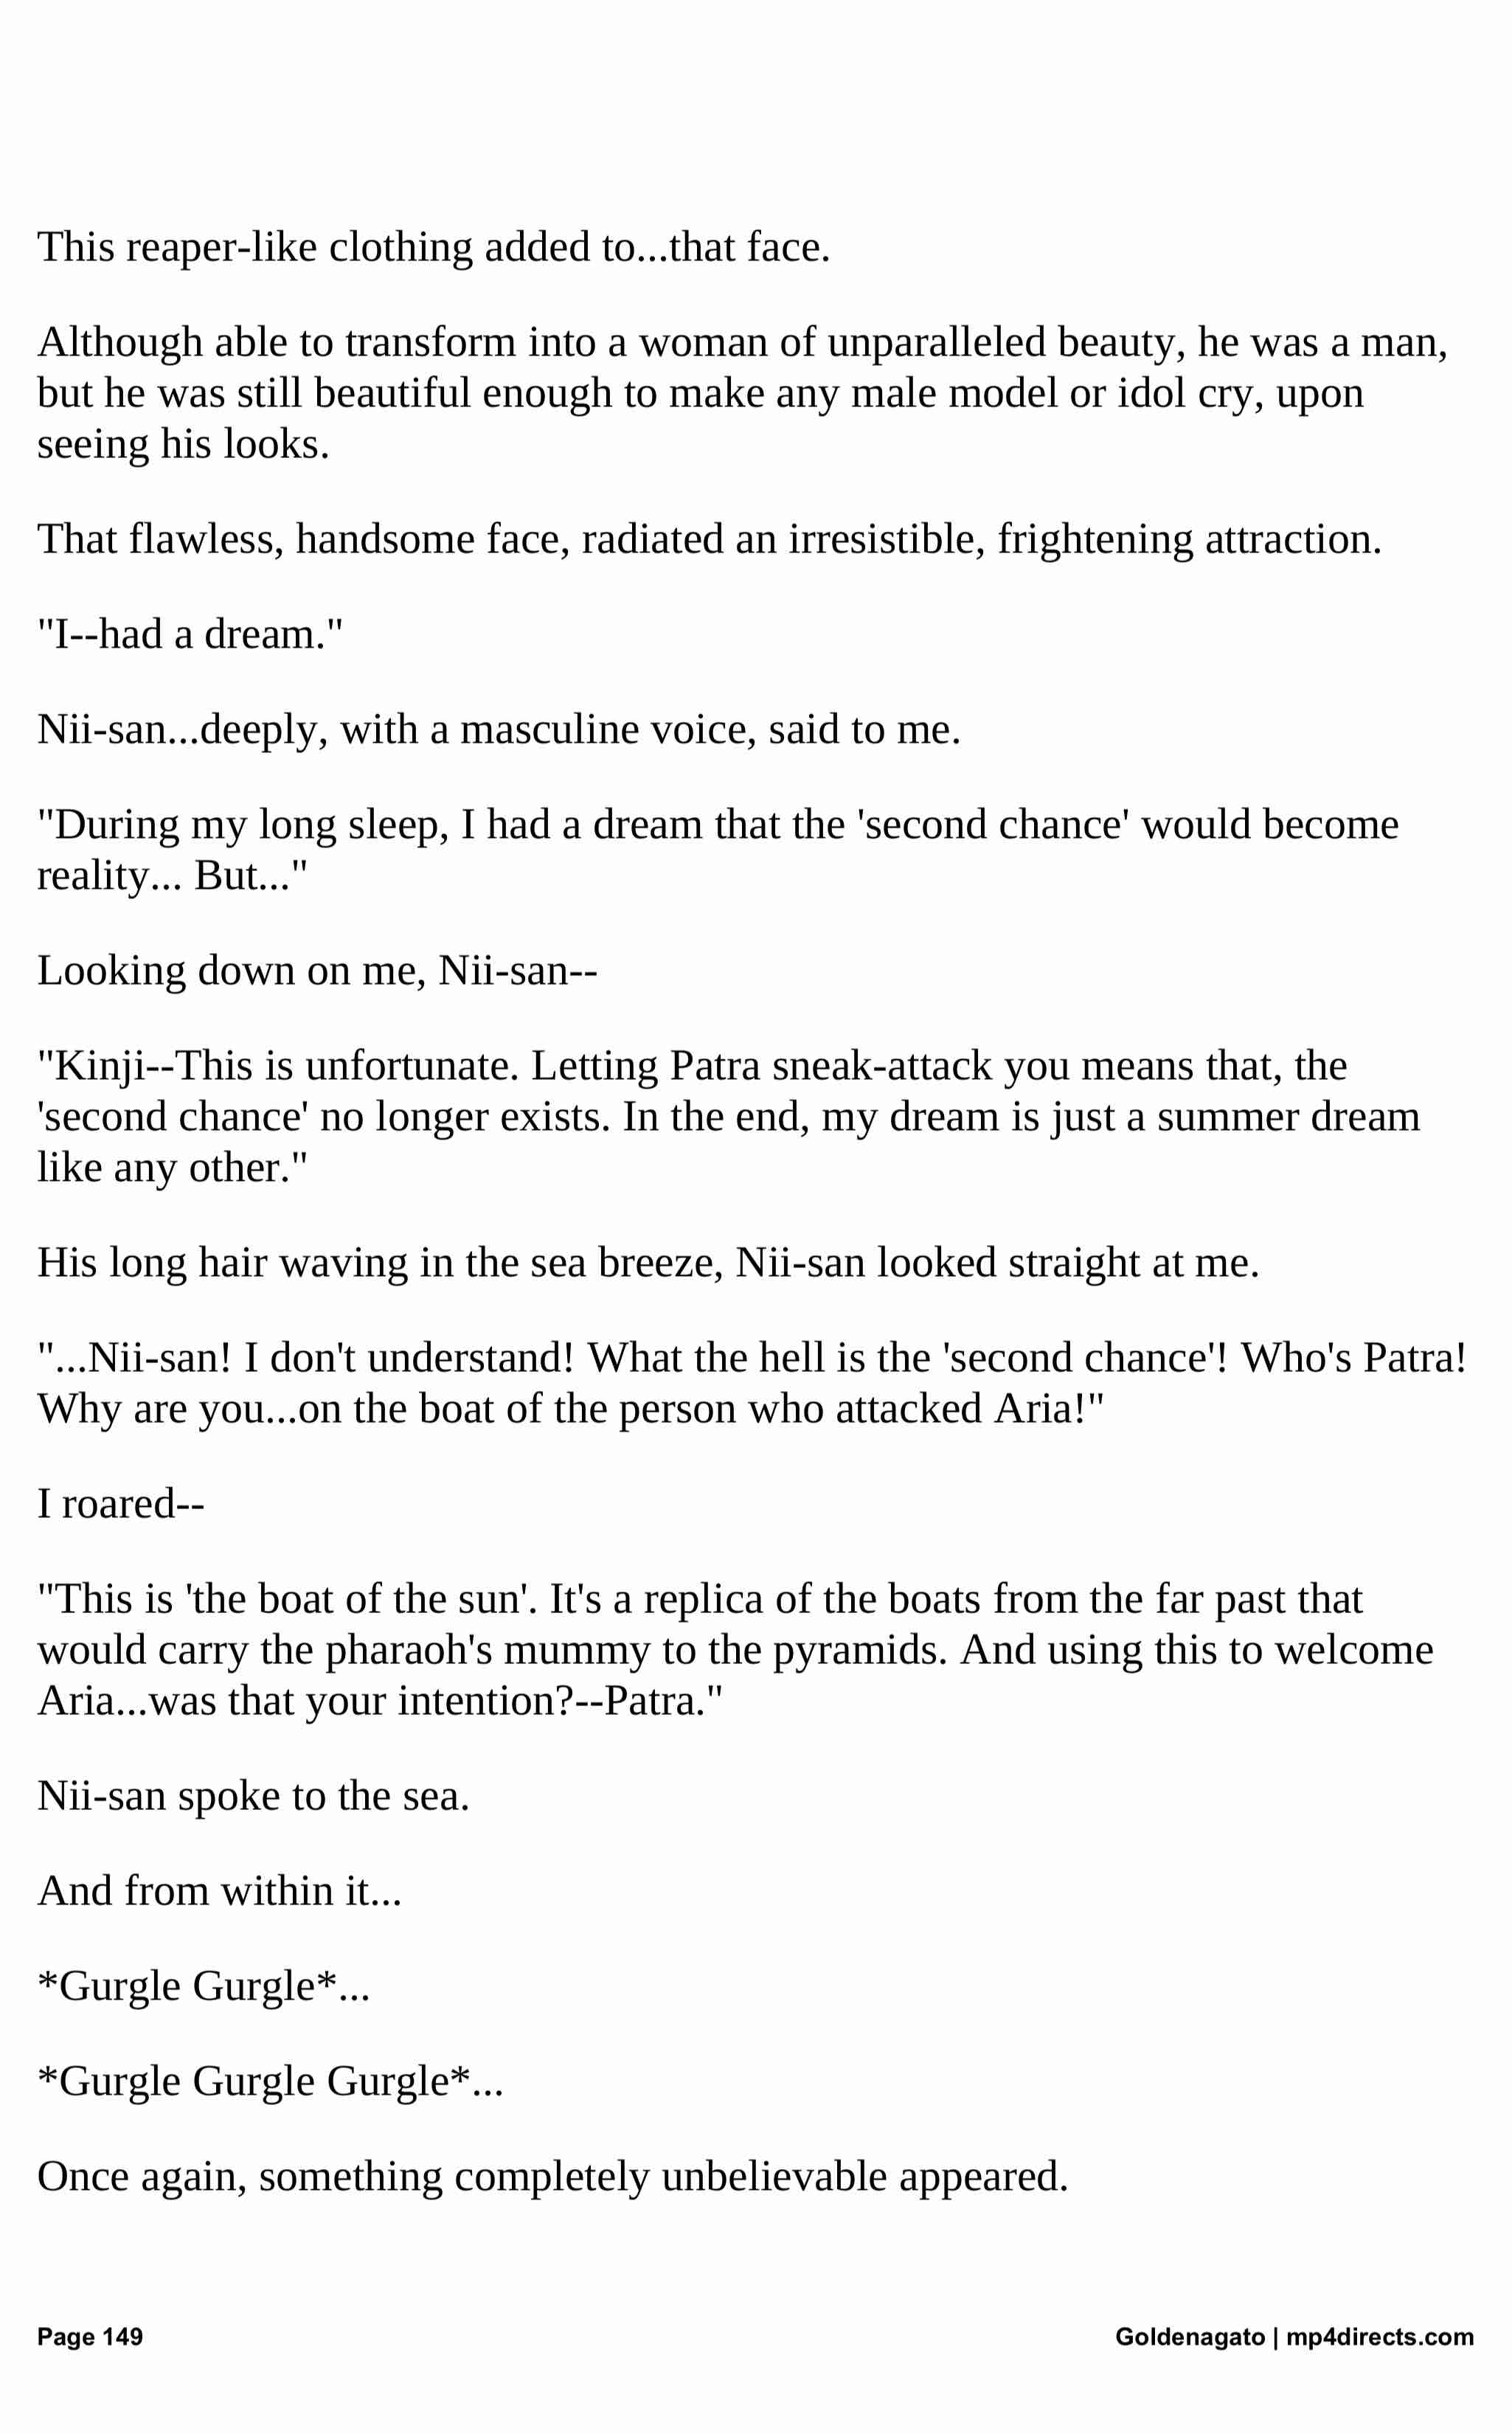 This reaper-like clothing added to...that face.
Although able to transform into a woman of unparalleled beauty, he was a man,
but he was still beautiful enough to make any male model or idol cry, upon
seeing his looks.
That flawless, handsome face, radiated an irresistible, frightening attraction.
"I--had a dream."
Nii-san...deeply, with a masculine voice, said to me.
"During my long sleep, I had a dream that the 'second chance' would become
reality... But..."
Looking down on me, Nii-san--
"Kinji--This is unfortunate. Letting Patra sneak-attack you means that, the
'second chance' no longer exists. In the end, my dream is just a summer dream
like any other."
His long hair waving in the sea breeze, Nii-san looked straight at me.
"...Nii-san! I don't understand! What the hell is the 'second chance'! Who's Patra!
Why are you...on the boat of the person who attacked Aria!"
I roared--
"This is 'the boat of the sun'. It's a replica of the boats from the far past that
would carry the pharaoh's mummy to the pyramids. And using this to welcome
Aria...was that your intention?--Patra."
Nii-san spoke to the sea.
And from within it...
*Gurgle Gurgle*...
*Gurgle Gurgle Gurgle*...
Once again, something completely unbelievable appeared.
Page 149
Goldenagato | mp4directs.com